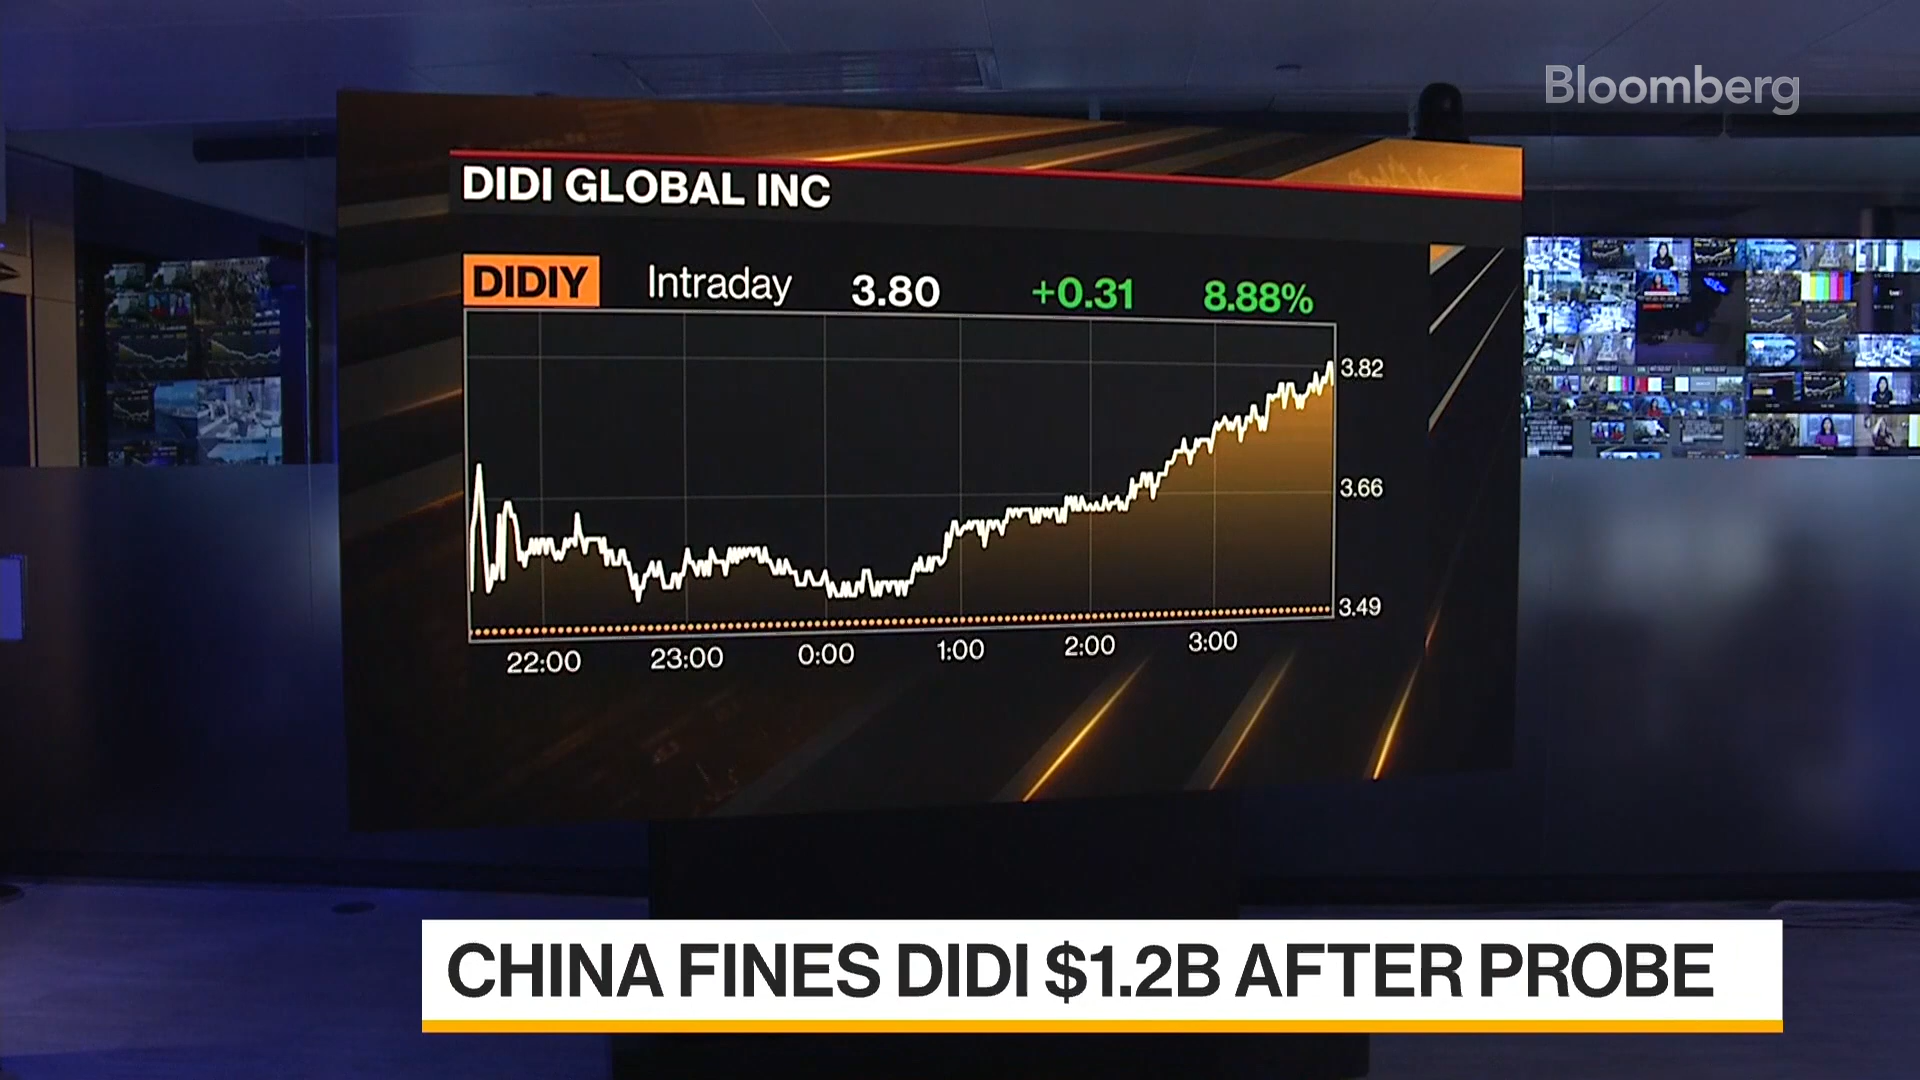 Bloomberg
DIDI GLOBAL INC
DIDIY Intraday 3.80 +0.31 8.88%
3.82
3.66
3.49
22:00 23:00 0:00 1:00 2:00 3:00
CHINA FINES DIDI $1.2B AFTER PROBE